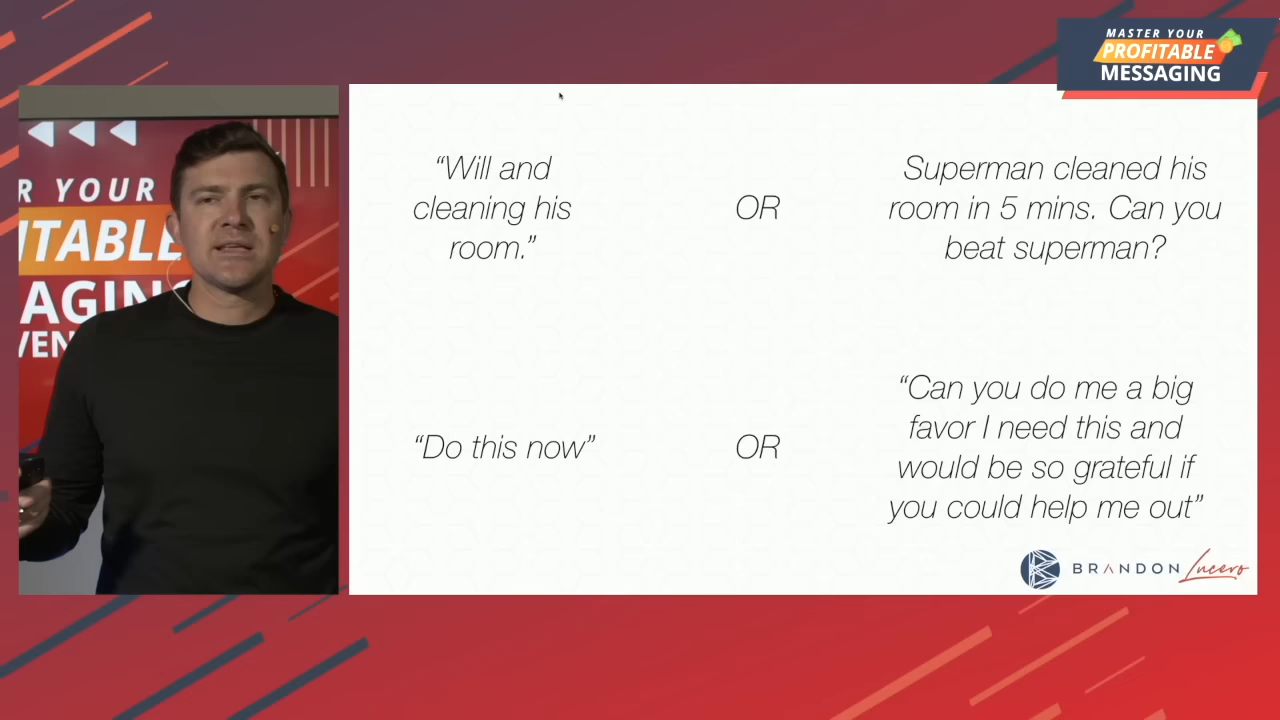 MASTER YOUR
PROFITABLE
MESSAGING
R YOUR
ITABLE
AGING
VEN
“Will and
cleaning his
room.”
OR
Superman cleaned his
room in 5 mins. Can you
beat superman?
“Do this now”
OR
“Can you do me a big
favor I need this and
would be so grateful if
you could help me out”
BRANDON Lucero